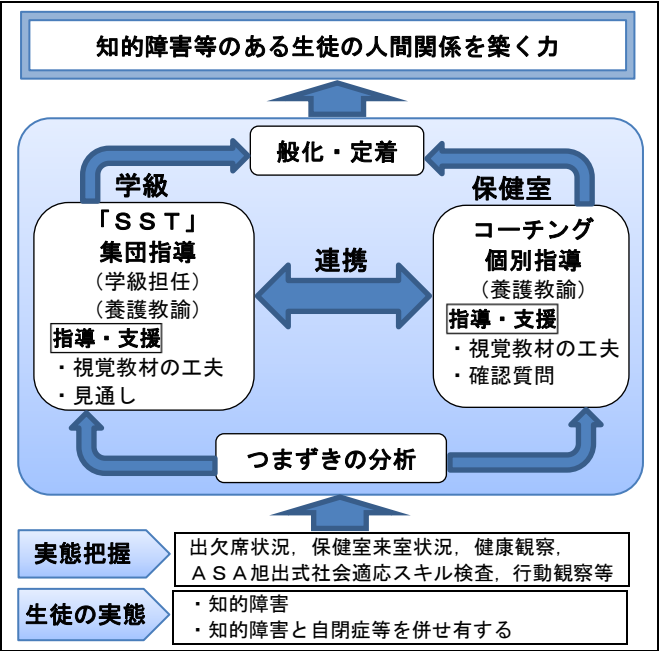 知的障害等のある生徒の人間関係を築く力
般化・定着
学級
「ＳＳＴ」
集団指導
（学級担任）
（養護教諭）
指導・支援
・視覚教材の工夫
・見通し
連携
保健室
コーチング
個別指導
（養護教諭）
指導・支援
・視覚教材の工夫
・確認質問
つまずきの分析
実態把握
出欠席状況，保健室来室状況，健康観察，
ＡＳＡ旭出式社会適応スキル検査，行動観察等
生徒の実態
・知的障害
・知的障害と自閉症等を併せ有する